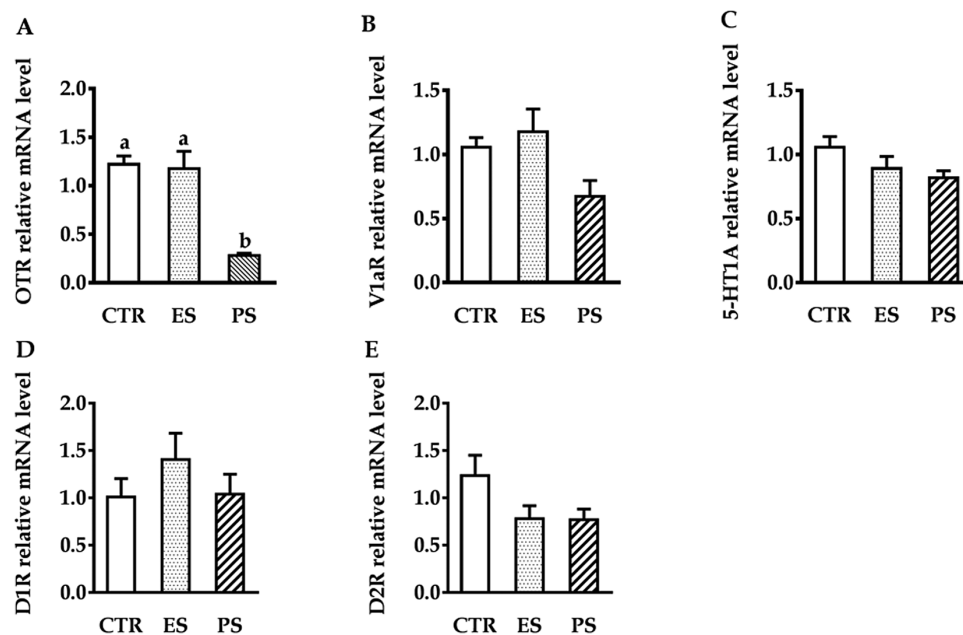 A
OTR relative mRNA level
2.0
1.5
1.0
0.5
0.0
a
a
b
CTR
ES
PS
B
V1aR relative mRNA level
1.5
1.0
0.5
0.0
CTR
ES
PS
C
5-HT1A relative mRNA level
1.5
1.0
0.5
0.0
CTR
ES
PS
D
D1R relative mRNA level
2.0
1.5
1.0
0.5
0.0
CTR
ES
PS
E
D2R relative mRNA level
2.0
1.5
1.0
0.5
0.0
CTR
ES
PS